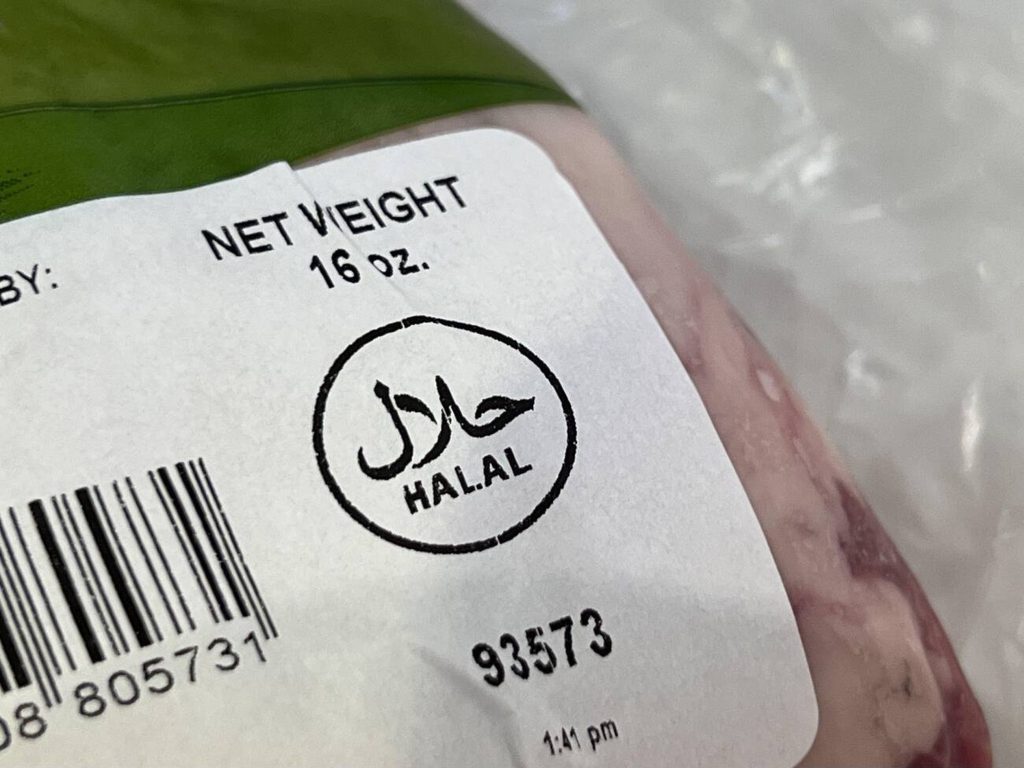 NET WEIGHT
16 oz.
BY:
حلال
HALAL
08 805731
93573
1:41 pm